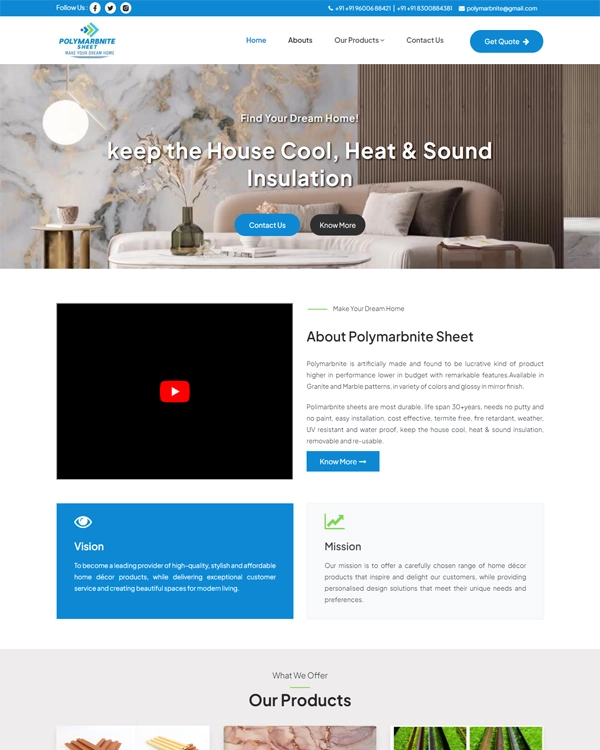 Follow Us :
+91 +91 96006 88421 | +91 +91 8300884381
polymarbnite@gmail.com
POLYMARBNITE
SHEET
MAKE YOUR DREAM HOME
Home
Abouts
Our Products
Contact Us
Get Quote
Find Your Dream Home!
keep the House Cool, Heat & Sound
Insulation
Contact Us
Know More
Make Your Dream Home
About Polymarbnite Sheet
Polymarbnite is artificially made and found to be lucrative kind of product
higher in performance lower in budget with remarkable features.Available in
Granite and Marble patterns, in variety of colors and glossy in mirror finish.
Polimarbnite sheets are most durable, life span 30+years, needs no putty and
no paint, easy installation, cost effective, termite free, fire retardant, weather,
UV resistant and water proof, keep the house cool, heat & sound insulation,
removable and re-usable.
Know More
Vision
To become a leading provider of high-quality, stylish and affordable
home décor products, while delivering exceptional customer
service and creating beautiful spaces for modern living.
Mission
Our mission is to offer a carefully chosen range of home décor
products that inspire and delight our customers, while providing
personalised design solutions that meet their unique needs and
preferences.
What We Offer
Our Products